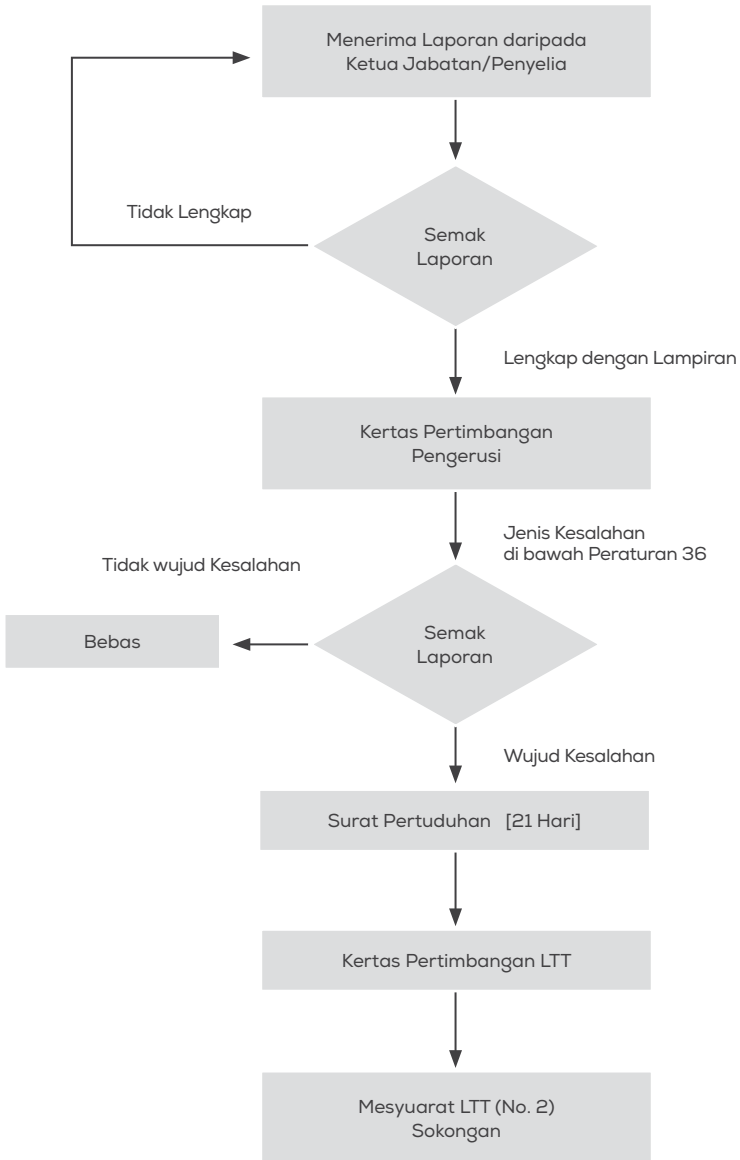 Menerima Laporan daripada
Ketua Jabatan/Penyelia
Tidak Lengkap
Semak
Laporan
Lengkap dengan Lampiran
Kertas Pertimbangan
Pengerusi
Jenis Kesalahan
di bawah Peraturan 36
Tidak wujud Kesalahan
Bebas
Semak
Laporan
Wujud Kesalahan
Surat Pertuduhan [21 Hari]
Kertas Pertimbangan LTT
Mesyuarat LTT (No. 2)
Sokongan